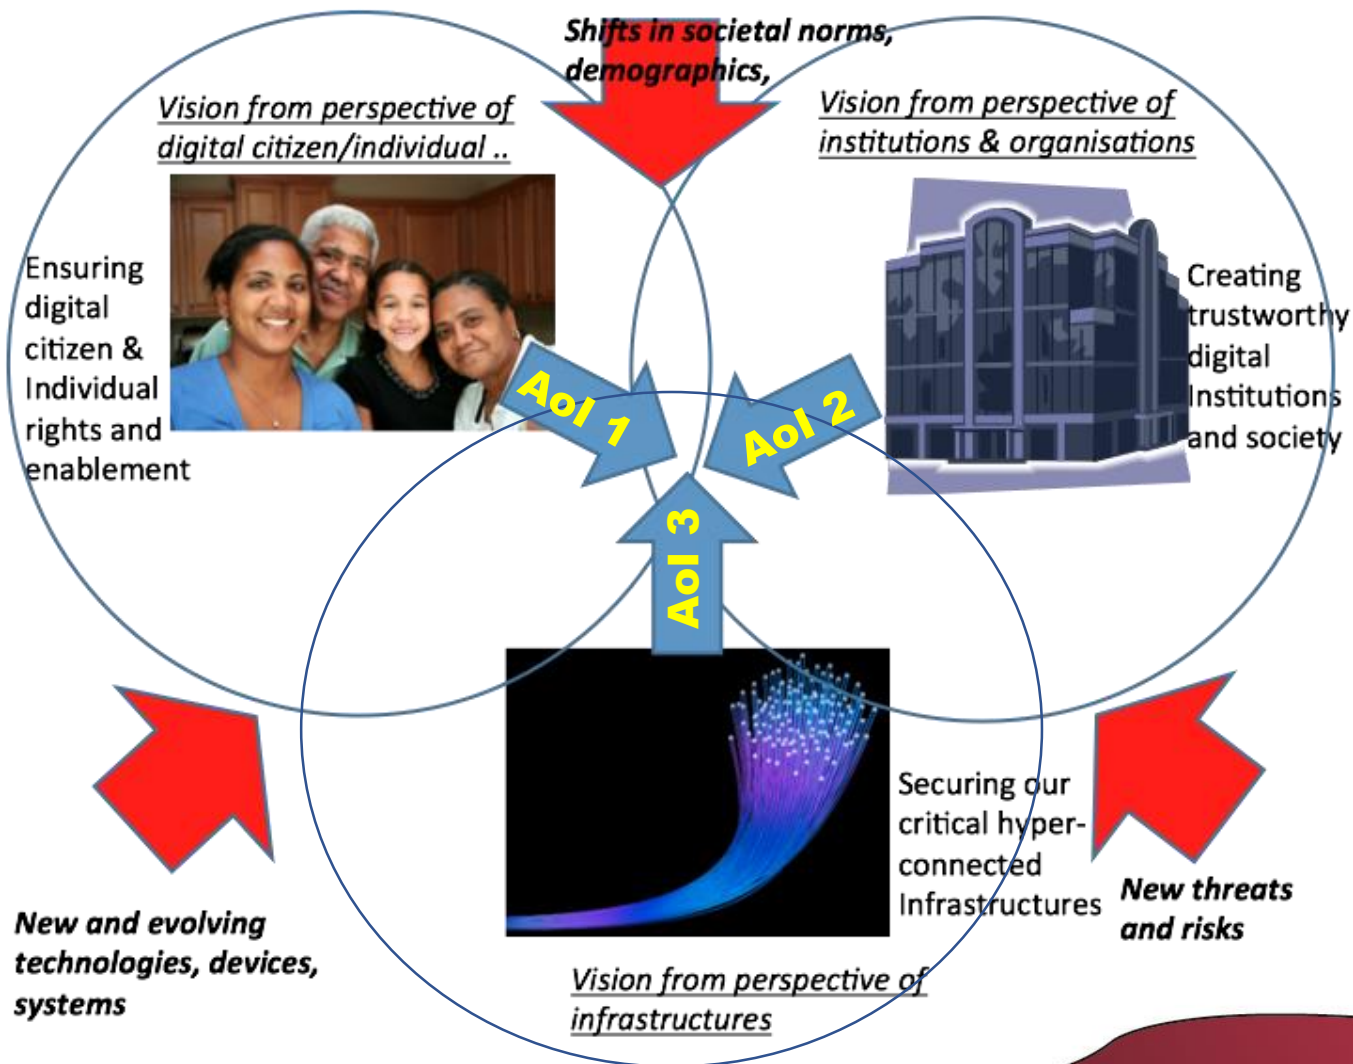 Shifts in societal norms,
demographics,
Vision from perspective of
digital citizen/individual ..
Vision from perspective of
institutions & organisations
Ensuring
digital
citizen &
Individual
rights and
enablement
Creating
trustworthy
digital
Institutions
and society
AoI 1
AoI 2
AoI 3
Securing our
critical hyper-
connected
Infrastructures
New threats
and risks
New and evolving
technologies, devices,
systems
Vision from perspective of
infrastructures